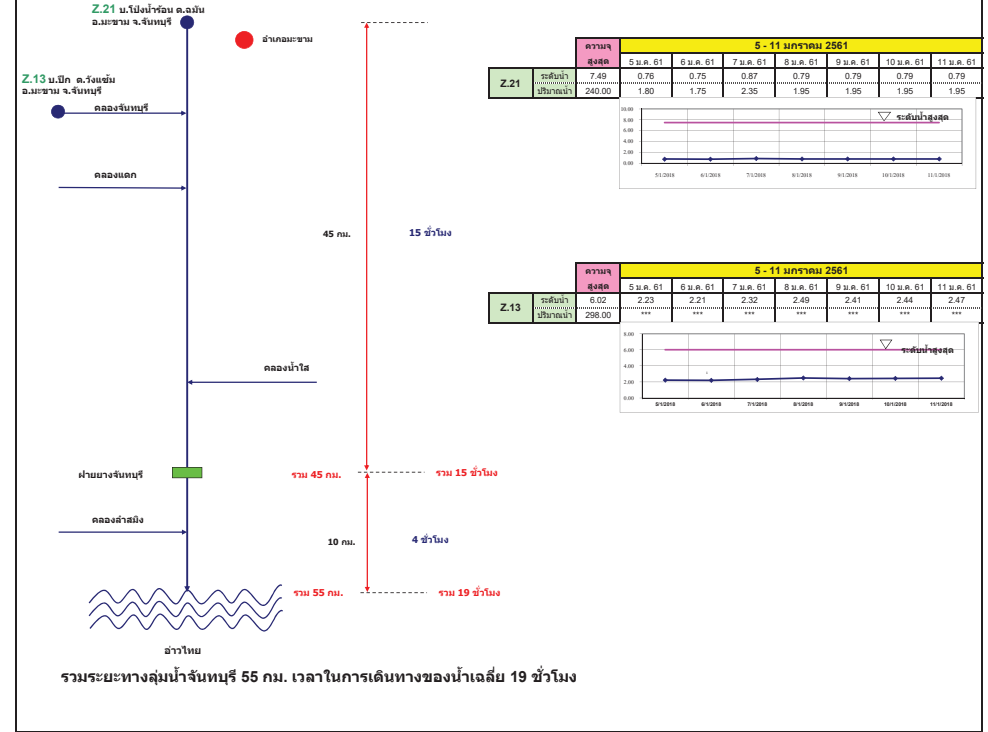 Z.21 บ.โป่งน้ำร้อน ต.ฉมัน
อ.มะขาม จ.จันทบุรี
อำเภอมะขาม
Z.13 บ.ปึก ต.วังแซ้ม
อ.มะขาม จ.จันทบุรี
คลองจันทบุรี
คลองแตก
45 กม. 15 ชั่วโมง
คลองน้ำใส
ฝายยางจันทบุรี
รวม 45 กม. รวม 15 ชั่วโมง
คลองลำสมิง
10 กม. 4 ชั่วโมง
รวม 55 กม. รวม 19 ชั่วโมง
อ่าวไทย
รวมระยะทางลุ่มน้ำจันทบุรี 55 กม. เวลาในการเดินทางของน้ำเฉลี่ย 19 ชั่วโมง
ความจุ 5 - 11 มกราคม 2561
สูงสุด 5 ม.ค. 61 6 ม.ค. 61 7 ม.ค. 61 8 ม.ค. 61 9 ม.ค. 61 10 ม.ค. 61 11 ม.ค. 61
Z.21
ระดับน้ำ 7.49 0.76 0.75 0.87 0.79 0.79 0.79 0.79
ปริมาณน้ำ 240.00 1.80 1.75 2.35 1.95 1.95 1.95 1.95
10.00
8.00
6.00
4.00
2.00
0.00
ระดับน้ำสูงสุด
5/1/2018 6/1/2018 7/1/2018 8/1/2018 9/1/2018 10/1/2018 11/1/2018
ความจุ 5 - 11 มกราคม 2561
สูงสุด 5 ม.ค. 61 6 ม.ค. 61 7 ม.ค. 61 8 ม.ค. 61 9 ม.ค. 61 10 ม.ค. 61 11 ม.ค. 61
Z.13
ระดับน้ำ 6.02 2.23 2.21 2.32 2.49 2.41 2.44 2.47
ปริมาณน้ำ 298.00 *** *** *** *** *** *** ***
8.00
6.00
4.00
2.00
0.00
ระดับน้ำสูงสุด
5/1/2018 6/1/2018 7/1/2018 8/1/2018 9/1/2018 10/1/2018 11/1/2018